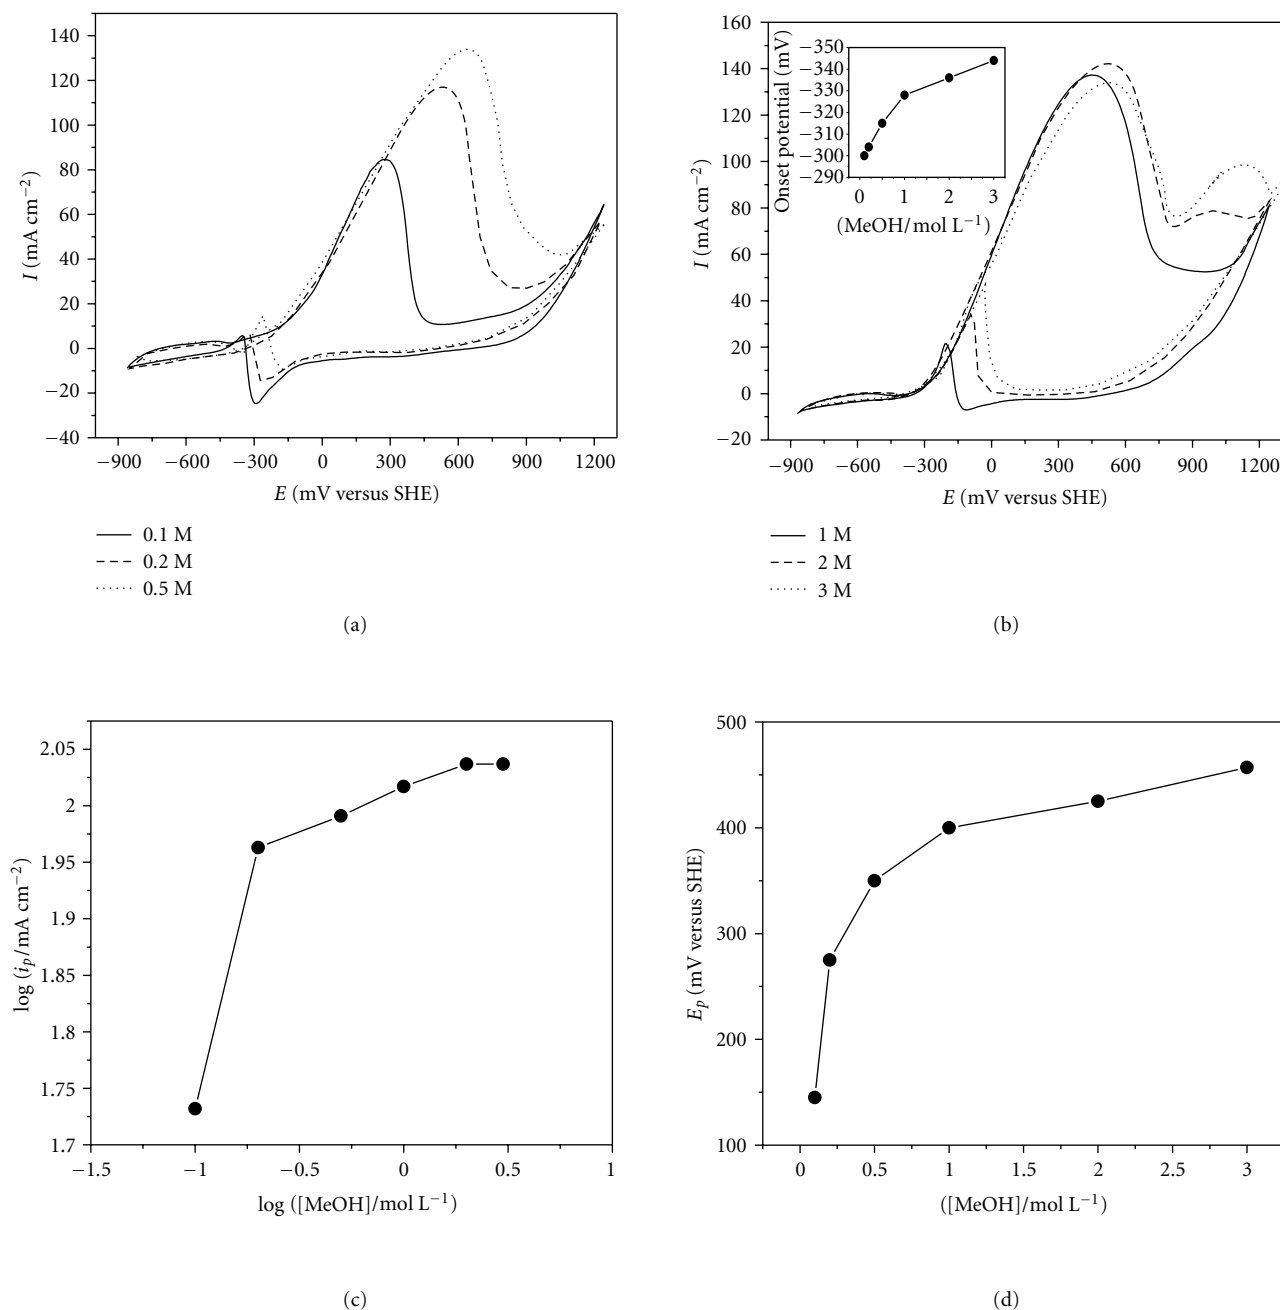 140
120
100
80
60
40
20
0
−20
−40
I (mA cm−2)
−900 −600 −300 0 300 600 900 1200
E (mV versus SHE)
0.1 M
0.2 M
0.5 M
(a)
160
140
120
100
80
60
40
20
0
−20
I (mA cm−2)
−350
−340
−330
−320
−310
−300
−290
Onset potential (mV)
0 1 2 3
(MeOH/mol L−1)
−900 −600 −300 0 300 600 900 1200
E (mV versus SHE)
1 M
2 M
3 M
(b)
2.05
2
1.95
1.9
1.85
1.8
1.75
1.7
log (ip/mA cm−2)
−1.5 −1 −0.5 0 0.5 1
log ([MeOH]/mol L−1)
(c)
500
400
300
200
100
Ep (mV versus SHE)
0 0.5 1 1.5 2 2.5 3
([MeOH]/mol L−1)
(d)